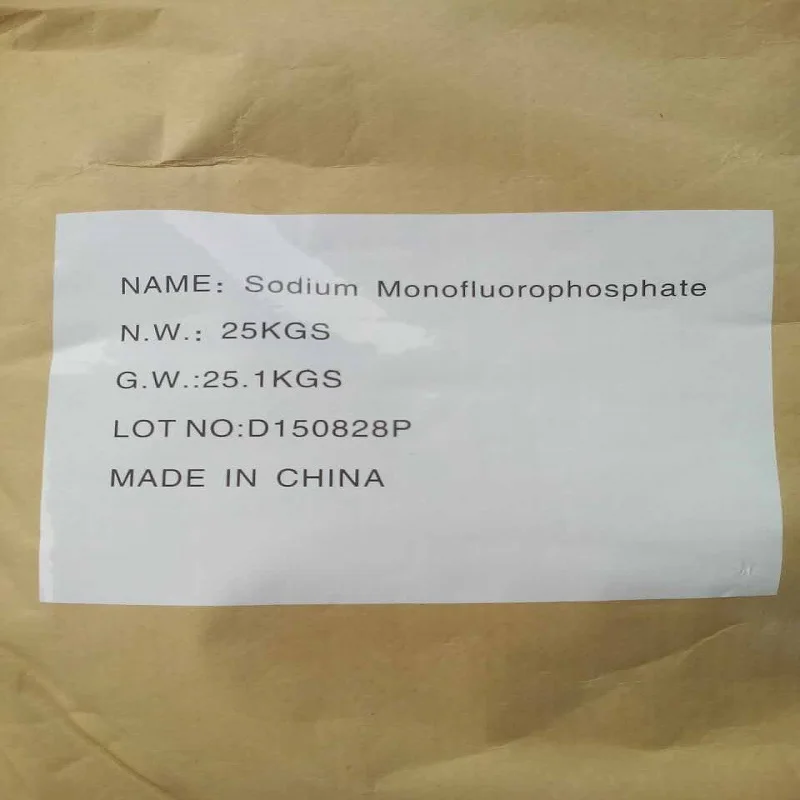 NAME: Sodium Monofluorophosphate
N.W.: 25KGS
G.W.:25.1KGS
LOT NO:D150828P
MADE IN CHINA